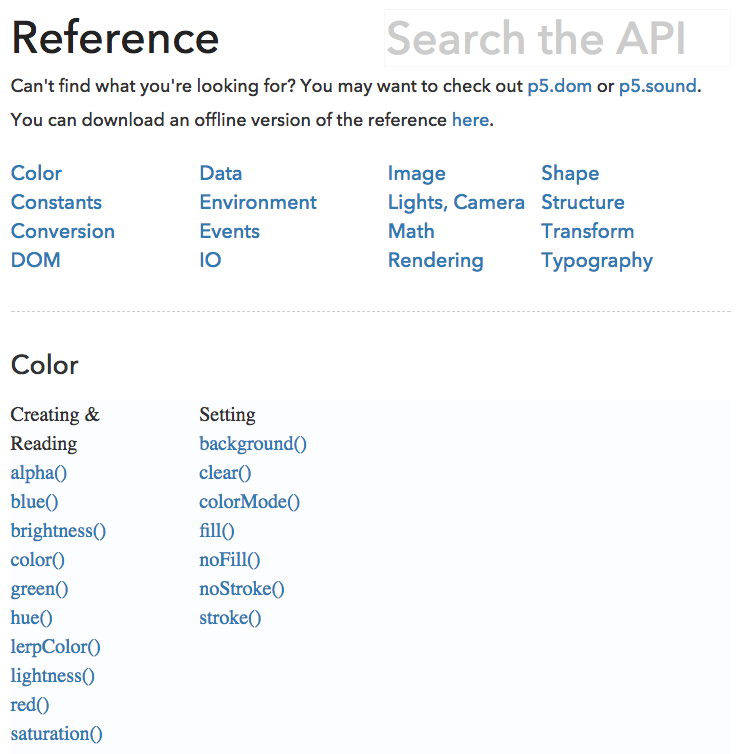 Reference
Search the API
Can't find what you're looking for? You may want to check out p5.dom or p5.sound.
You can download an offline version of the reference here.
Color
Constants
Conversion
DOM
Data
Environment
Events
IO
Image
Lights, Camera
Math
Rendering
Shape
Structure
Transform
Typography
Color
Creating &
Reading
alpha()
blue()
brightness()
color()
green()
hue()
lerpColor()
lightness()
red()
saturation()
Setting
background()
clear()
colorMode()
fill()
noFill()
noStroke()
stroke()